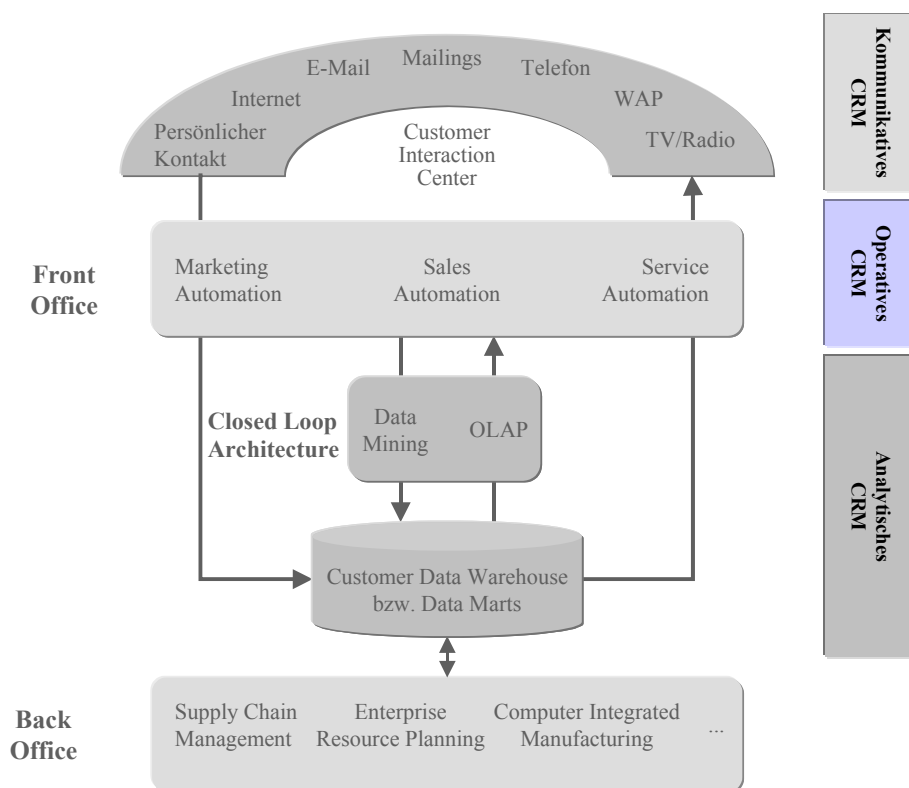 Mailings
E-Mail
Telefon
Internet
WAP
Persönlicher
Kontakt
Customer
Interaction
Center
TV/Radio
Kommunikatives
CRM
Front
Office
Marketing
Automation
Sales
Automation
Service
Automation
Operatives
CRM
Closed Loop
Architecture
Data
Mining
OLAP
Analytisches
CRM
Customer Data Warehouse
bzw. Data Marts
Back
Office
Supply Chain
Management
Enterprise
Resource Planning
Computer Integrated
Manufacturing
...